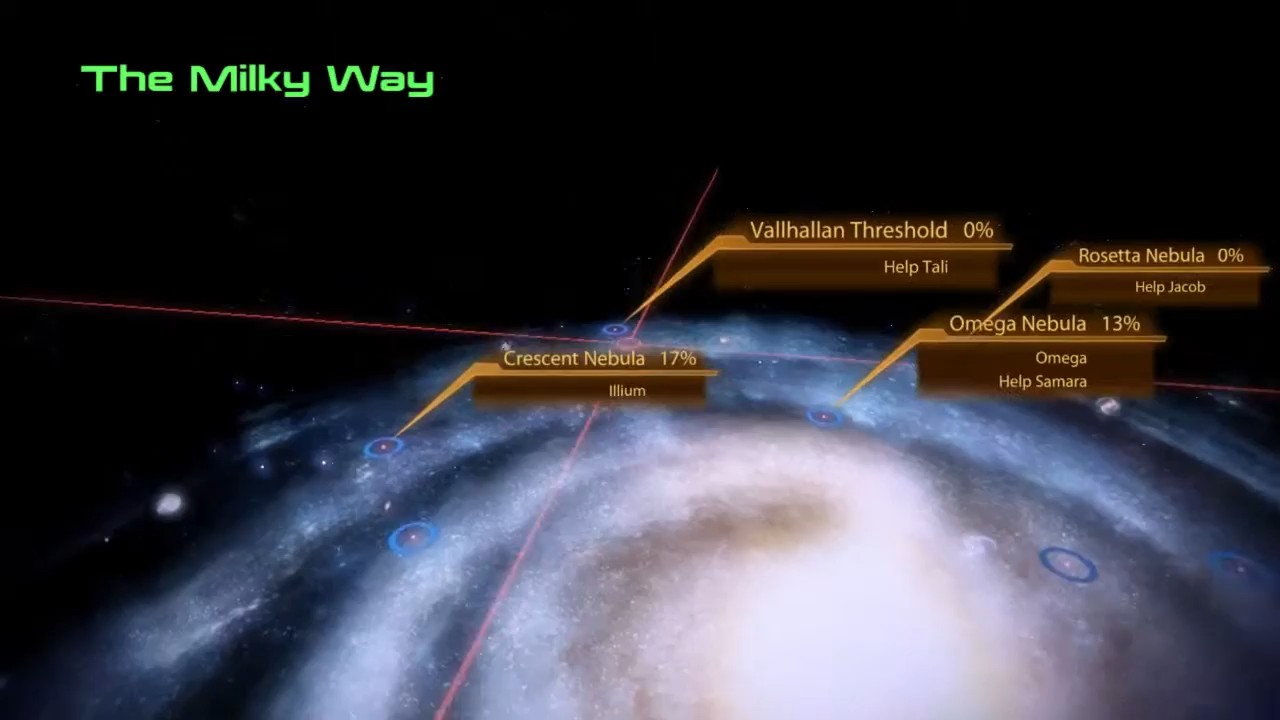 The Milky Way
Vallhallan Threshold 0%
Help Tali
Rosetta Nebula 0%
Help Jacob
Omega Nebula 13%
Omega
Help Samara
Crescent Nebula 17%
Illium